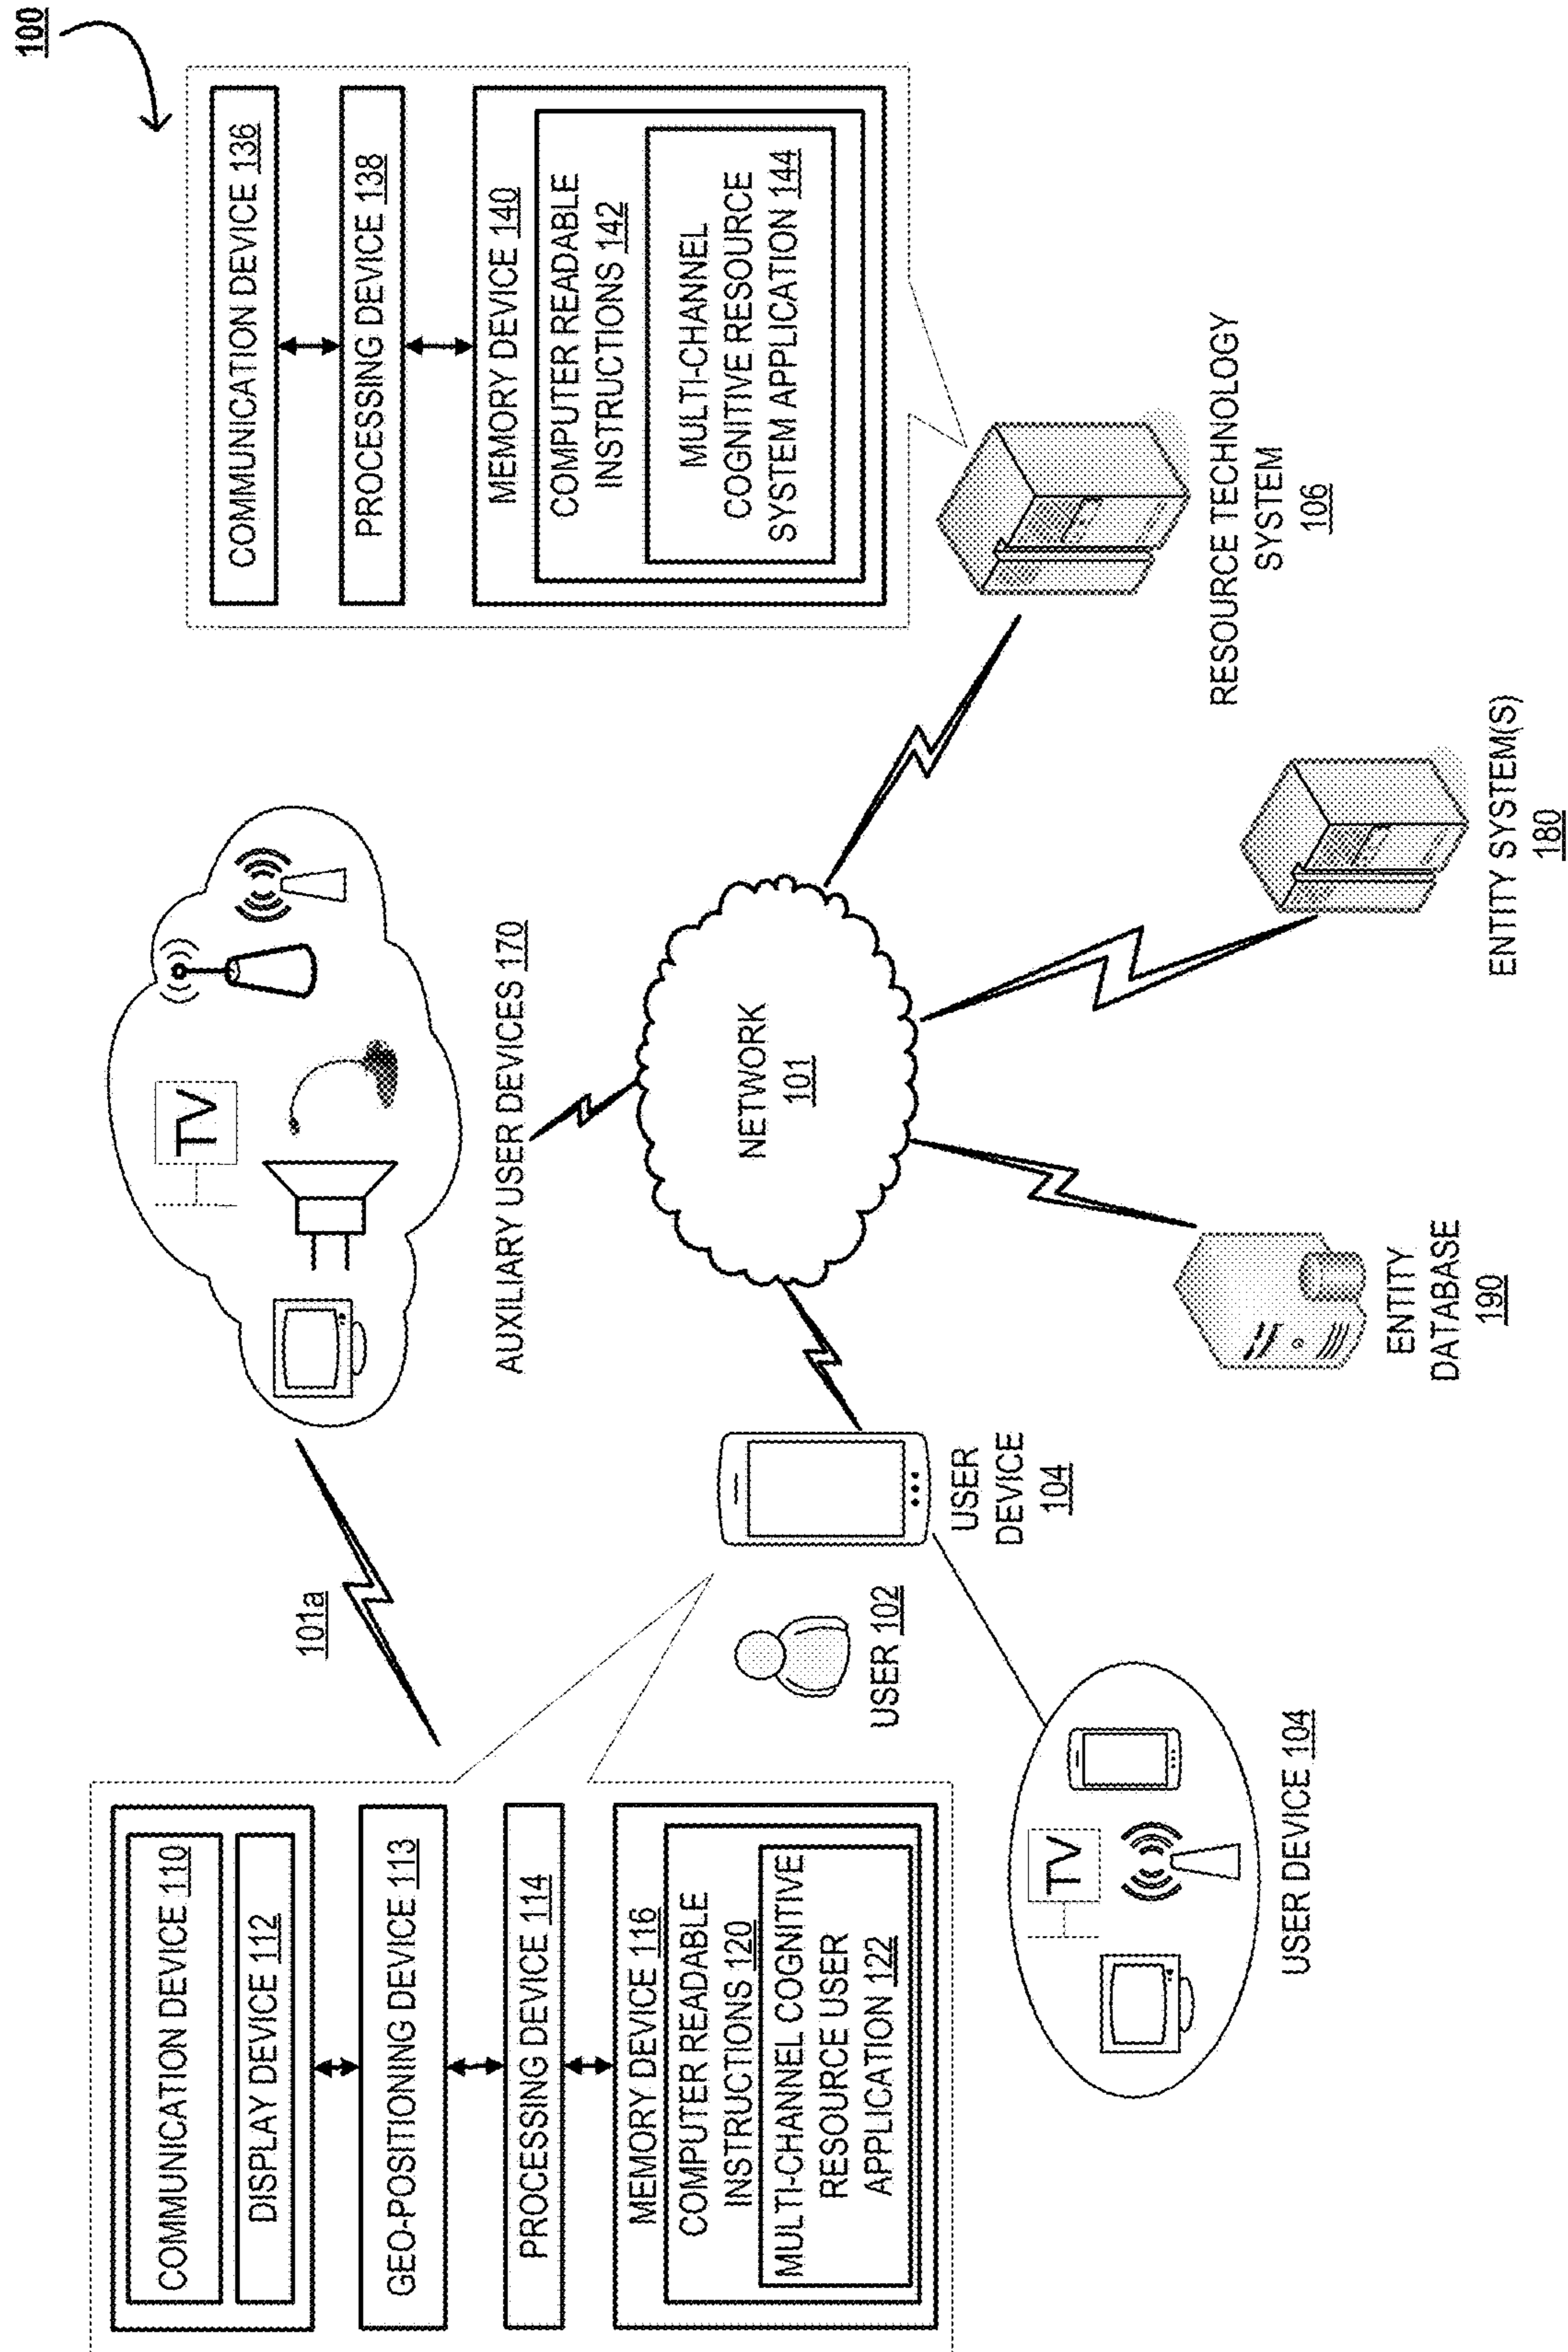 100
COMMUNICATION DEVICE 110
DISPLAY DEVICE 112
GEO-POSITIONING DEVICE 113
PROCESSING DEVICE 114
MEMORY DEVICE 116
COMPUTER READABLE
INSTRUCTIONS 120
MULTI-CHANNEL COGNITIVE
RESOURCE USER
APPLICATION 122
101a
TV
AUXILIARY USER DEVICES 170
COMMUNICATION DEVICE 136
PROCESSING DEVICE 138
MEMORY DEVICE 140
COMPUTER READABLE
INSTRUCTIONS 142
MULTI-CHANNEL
COGNITIVE RESOURCE
SYSTEM APPLICATION 144
USER 102
USER
DEVICE
104
NETWORK
101
RESOURCE TECHNOLOGY
SYSTEM
106
TV
USER DEVICE 104
ENTITY
DATABASE
190
ENTITY SYSTEM(S)
180